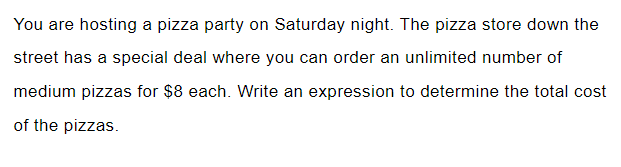 You are hosting a pizza party on Saturday night. The pizza store down the
street has a special deal where you can order an unlimited number of
medium pizzas for $8 each. Write an expression to determine the total cost
of the pizzas.